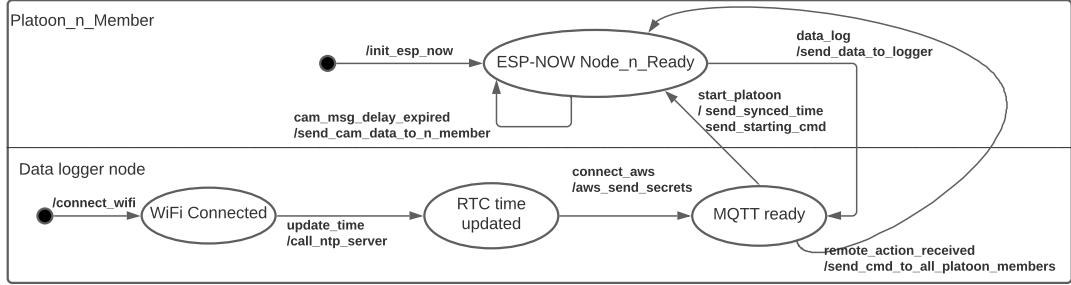 Platoon_n_Member
/init_esp_now
ESP-NOW Node_n_Ready
data_log
/send_data_to_logger
cam_msg_delay_expired
/send_cam_data_to_n_member
start_platoon
/ send_synced_time
send_starting_cmd
Data logger node
/connect_wifi
WiFi Connected
update_time
/call_ntp_server
RTC time
updated
connect_aws
/aws_send_secrets
MQTT ready
remote_action_received
/send_cmd_to_all_platoon_members